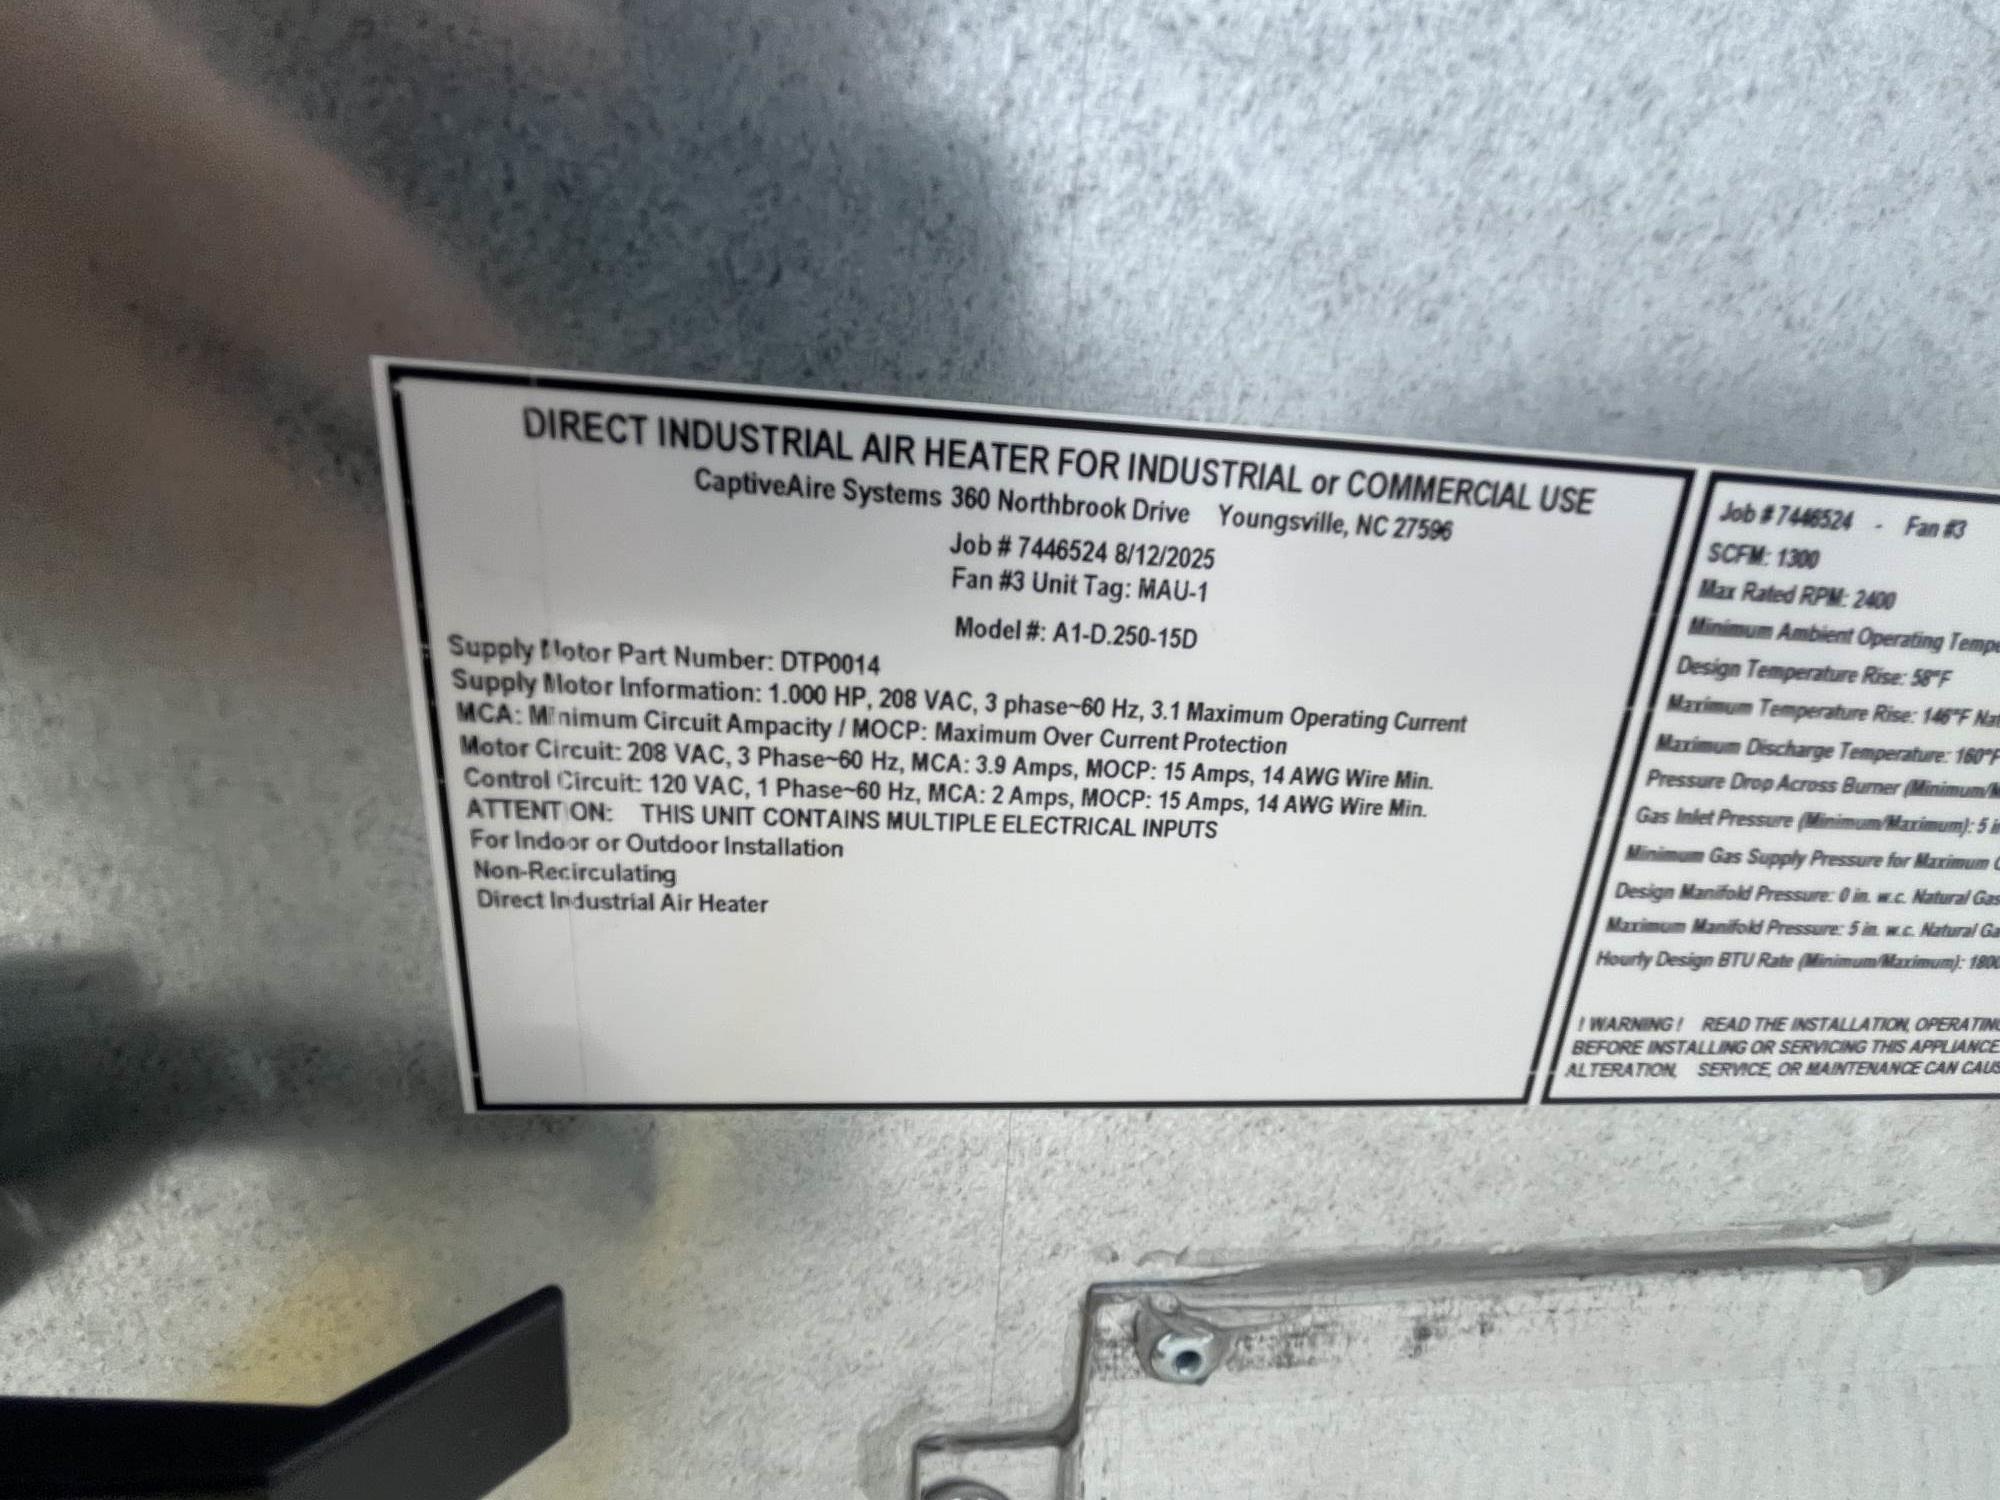 DIRECT INDUSTRIAL AIR HEATER FOR INDUSTRIAL or COMMERCIAL USE
CaptiveAire Systems 360 Northbrook Drive Youngsville, NC 27596
Job # 7446524 8/12/2025
Fan #3 Unit Tag: MAU-1
Model #: A1-D.250-15D
Supply Motor Part Number: DTP0014
Supply Motor Information: 1.000 HP, 208 VAC, 3 phase~60 Hz, 3.1 Maximum Operating Current
MCA: Minimum Circuit Ampacity / MOCP: Maximum Over Current Protection
Motor Circuit: 208 VAC, 3 Phase~60 Hz, MCA: 3.9 Amps, MOCP: 15 Amps, 14 AWG Wire Min.
Control Circuit: 120 VAC, 1 Phase~60 Hz, MCA: 2 Amps, MOCP: 15 Amps, 14 AWG Wire Min.
ATTENTION: THIS UNIT CONTAINS MULTIPLE ELECTRICAL INPUTS
For Indoor or Outdoor Installation
Non-Recirculating
Direct Industrial Air Heater
Job # 7446524 - Fan #3
SCFM: 1300
Max Rated RPM: 2400
Minimum Ambient Operating
Design Temperature Rise: 58°F
Maximum Temperature Rise: 146°F
Maximum Discharge Temperature: 160°F
Pressure Drop Across Burner
Gas Inlet Pressure (Minimum/Maximum): 5
Minimum Gas Supply Pressure for Maximum
Design Manifold Pressure: 0 in. w.c. Natural Gas
Maximum Manifold Pressure: 5 in. w.c. Natural
Hourly Design BTU Rate (Minimum/Maximum):
! WARNING ! READ THE INSTALLATION,
BEFORE INSTALLING OR SERVICING THIS APPLIANCE
ALTERATION, SERVICE, OR MAINTENANCE CAN